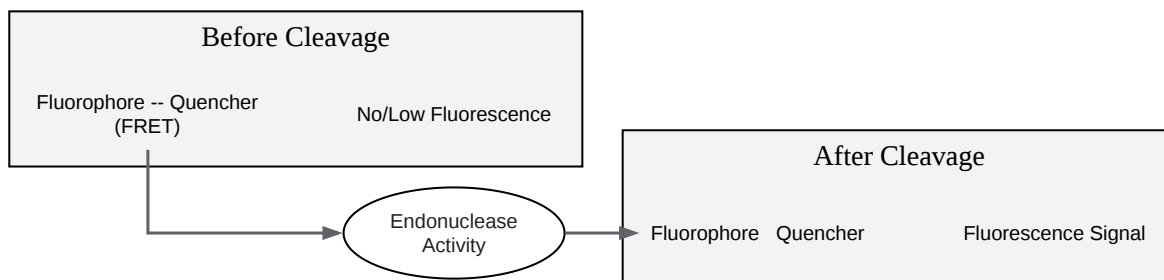 Before Cleavage
Fluorophore -- Quencher
(FRET)
No/Low Fluorescence
Endonuclease
Activity
After Cleavage
Fluorophore Quencher
Fluorescence Signal